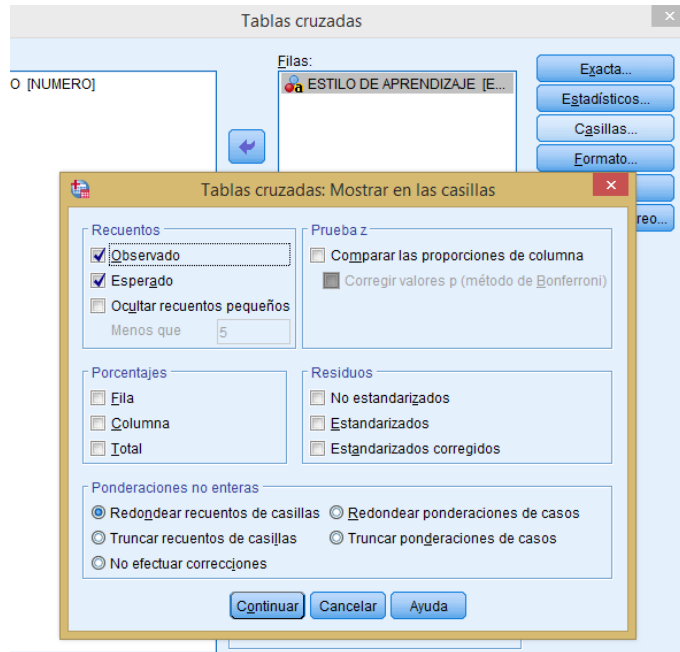 Tablas cruzadas
Filas:
O [NUMERO]
ESTILO DE APRENDIZAJE [E...
Exacta...
Estadísticos...
Casillas...
Formato...
reo...
Tablas cruzadas: Mostrar en las casillas
Recuentos
Observado
Esperado
Ocultar recuentos pequeños
Menos que 5
Prueba z
Comparar las proporciones de columna
Corregir valores p (método de Bonferroni)
Porcentajes
Fila
Columna
Total
Residuos
No estandarizados
Estandarizados
Estandarizados corregidos
Ponderaciones no enteras
Redondear recuentos de casillas Redondear ponderaciones de casos
Truncar recuentos de casillas Truncar ponderaciones de casos
No efectuar correcciones
Continuar Cancelar Ayuda